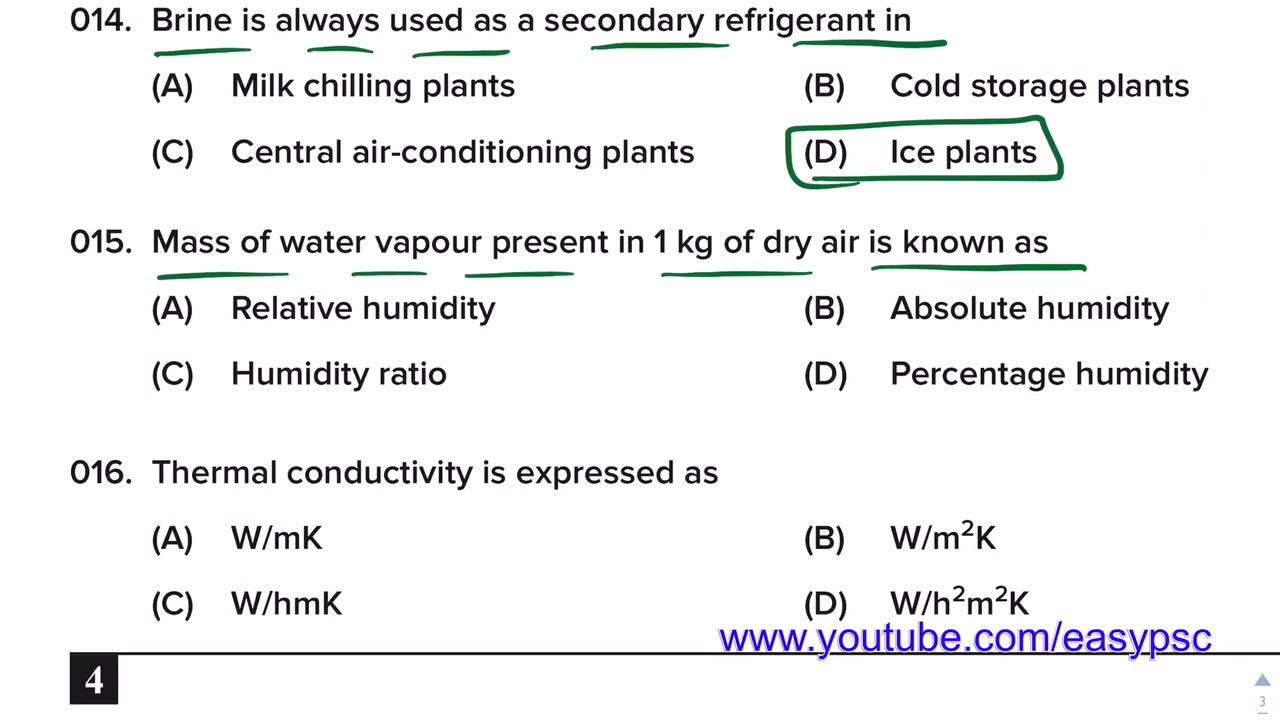 014. Brine is always used as a secondary refrigerant in
(A) Milk chilling plants (B) Cold storage plants
(C) Central air-conditioning plants (D) Ice plants
015. Mass of water vapour present in 1 kg of dry air is known as
(A) Relative humidity (B) Absolute humidity
(C) Humidity ratio (D) Percentage humidity
016. Thermal conductivity is expressed as
(A) W/mK (B) W/m²K
(C) W/hmK (D) W/h²m²K
www.youtube.com/easypsc
4
3